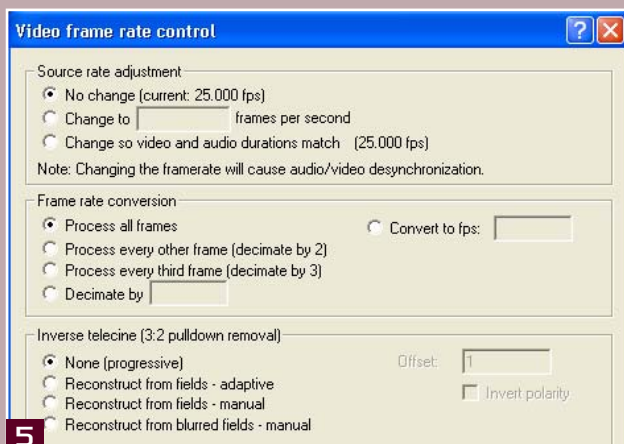 Video frame rate control
Source rate adjustment
No change (current: 25.000 fps)
Change to frames per second
Change so video and audio durations match (25.000 fps)
Note: Changing the framerate will cause audio/video desynchronization.
Frame rate conversion
Process all frames
Convert to fps:
Process every other frame (decimate by 2)
Process every third frame (decimate by 3)
Decimate by
Inverse telecine (3:2 pulldown removal)
None (progressive)
Offset: 1
Reconstruct from fields - adaptive
Invert polarity
Reconstruct from fields - manual
Reconstruct from blurred fields - manual
5